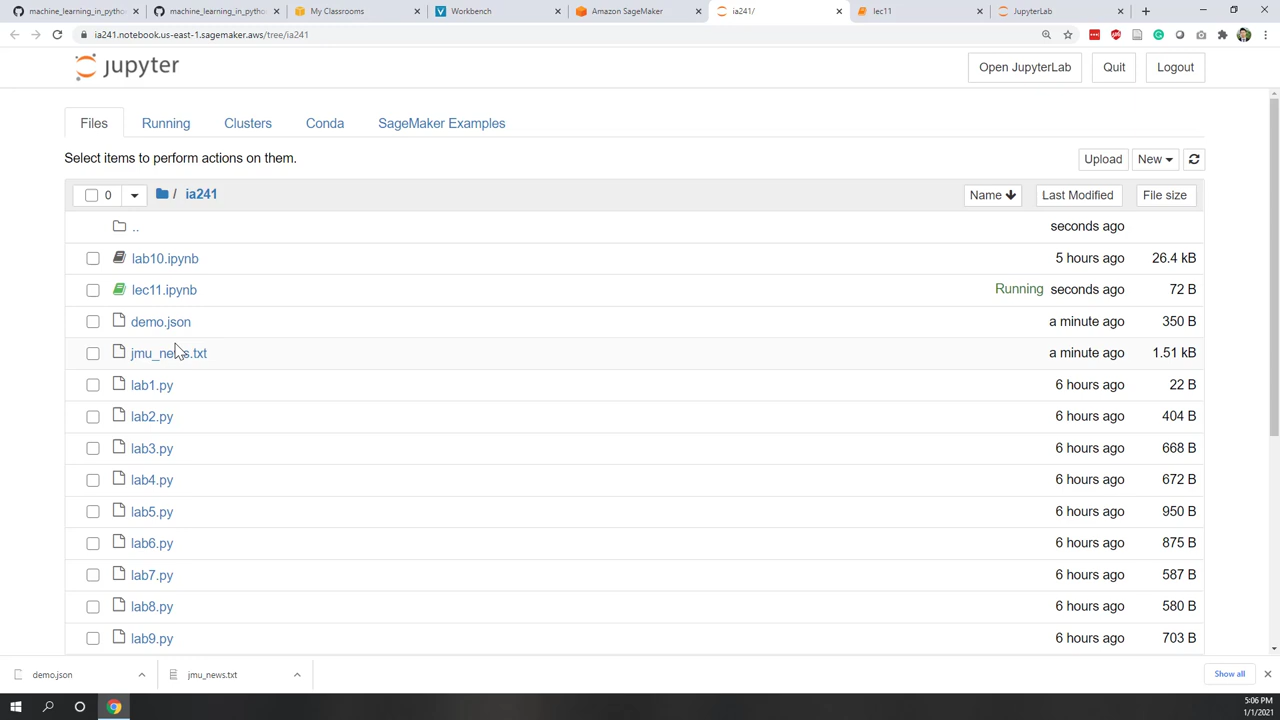 machine_learning_in_pytho
machine_learning_in_pytho
My Classrooms
Workbench
Amazon SageMaker
ia241/
lec11
JupyterLab
ia241.notebook.us-east-1.sagemaker.aws/tree/ia241
jupyter
Open JupyterLab
Quit
Logout
Files
Running
Clusters
Conda
SageMaker Examples
Select items to perform actions on them.
Upload
New
0
/ ia241
Name
Last Modified
File size
..
seconds ago
lab10.ipynb
5 hours ago
26.4 kB
lec11.ipynb
Running seconds ago
72 B
demo.json
a minute ago
350 B
jmu_news.txt
a minute ago
1.51 kB
lab1.py
6 hours ago
22 B
lab2.py
6 hours ago
404 B
lab3.py
6 hours ago
668 B
lab4.py
6 hours ago
672 B
lab5.py
6 hours ago
950 B
lab6.py
6 hours ago
875 B
lab7.py
6 hours ago
587 B
lab8.py
6 hours ago
580 B
lab9.py
6 hours ago
703 B
demo.json
jmu_news.txt
Show all
5:06 PM
1/1/2021